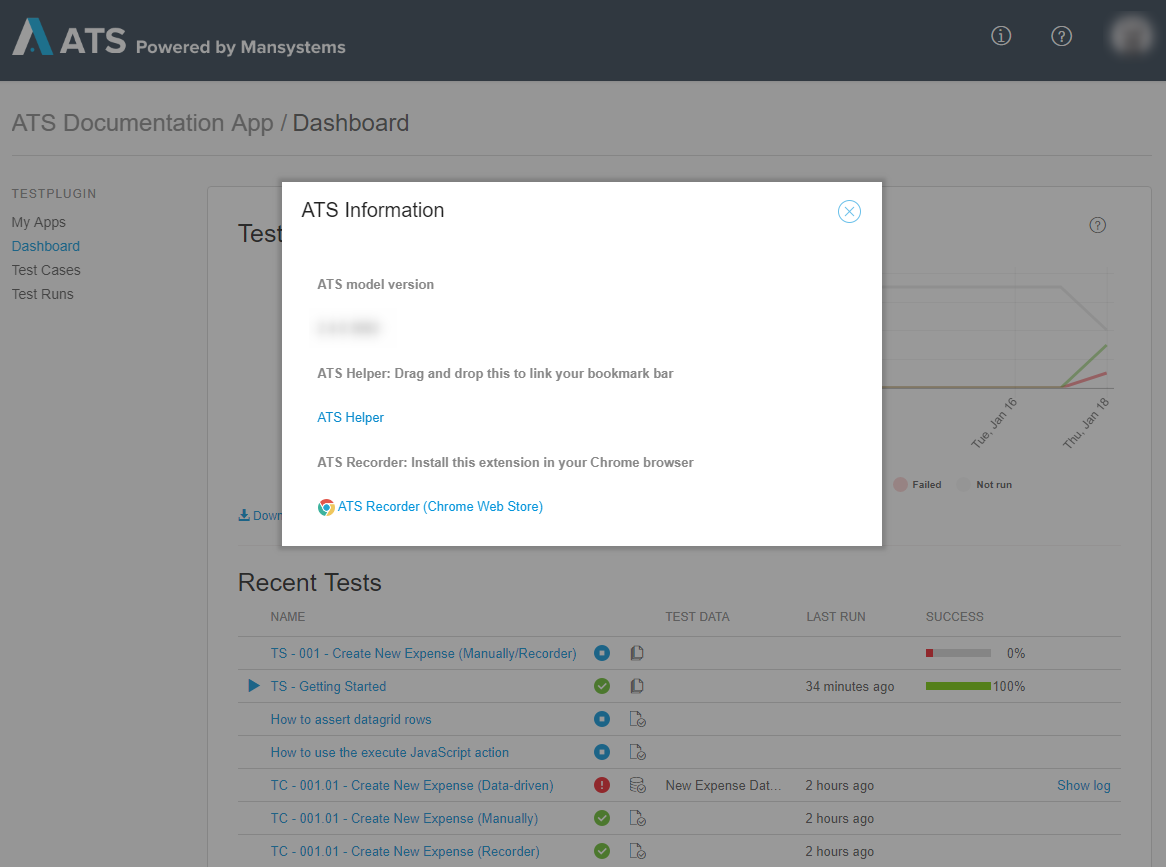 ATS Powered by Mansystems
ATS Documentation App / Dashboard
TESTPLUGIN
My Apps
Dashboard
Test Cases
Test Runs
Test
ATS Information
ATS model version
ATS Helper: Drag and drop this to link your bookmark bar
ATS Helper
ATS Recorder: Install this extension in your Chrome browser
ATS Recorder (Chrome Web Store)
Tue, Jan 16
Thu, Jan 18
Failed
Not run
Recent Tests
NAME TEST DATA LAST RUN SUCCESS
TS - 001 - Create New Expense (Manually/Recorder) 0%
TS - Getting Started 34 minutes ago 100%
How to assert datagrid rows
How to use the execute JavaScript action
TC - 001.01 - Create New Expense (Data-driven) New Expense Dat... 2 hours ago Show log
TC - 001.01 - Create New Expense (Manually) 2 hours ago
TC - 001.01 - Create New Expense (Recorder) 2 hours ago